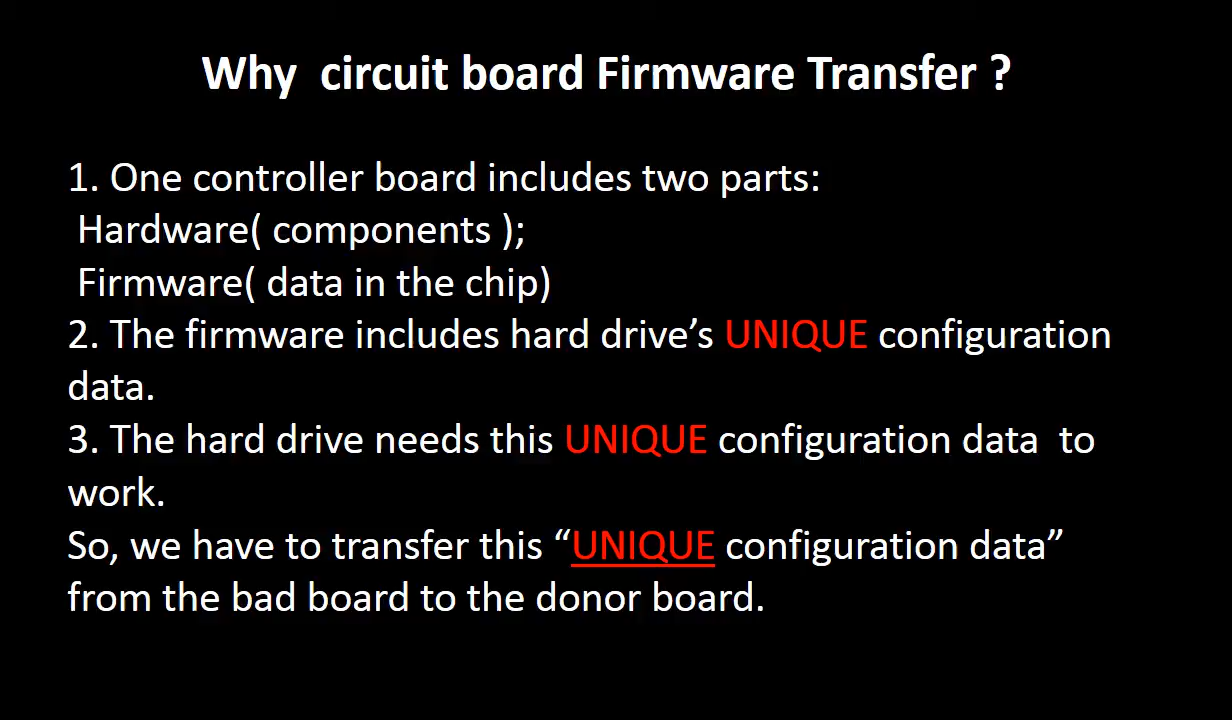 Why  circuit board Firmware Transfer ?
1. One controller board includes two parts:
Hardware( components );
Firmware( data in the chip)
2. The firmware includes hard drive’s UNIQUE configuration
data.
3. The hard drive needs this UNIQUE configuration data  to
work.
So, we have to transfer this “UNIQUE configuration data”
from the bad board to the donor board.